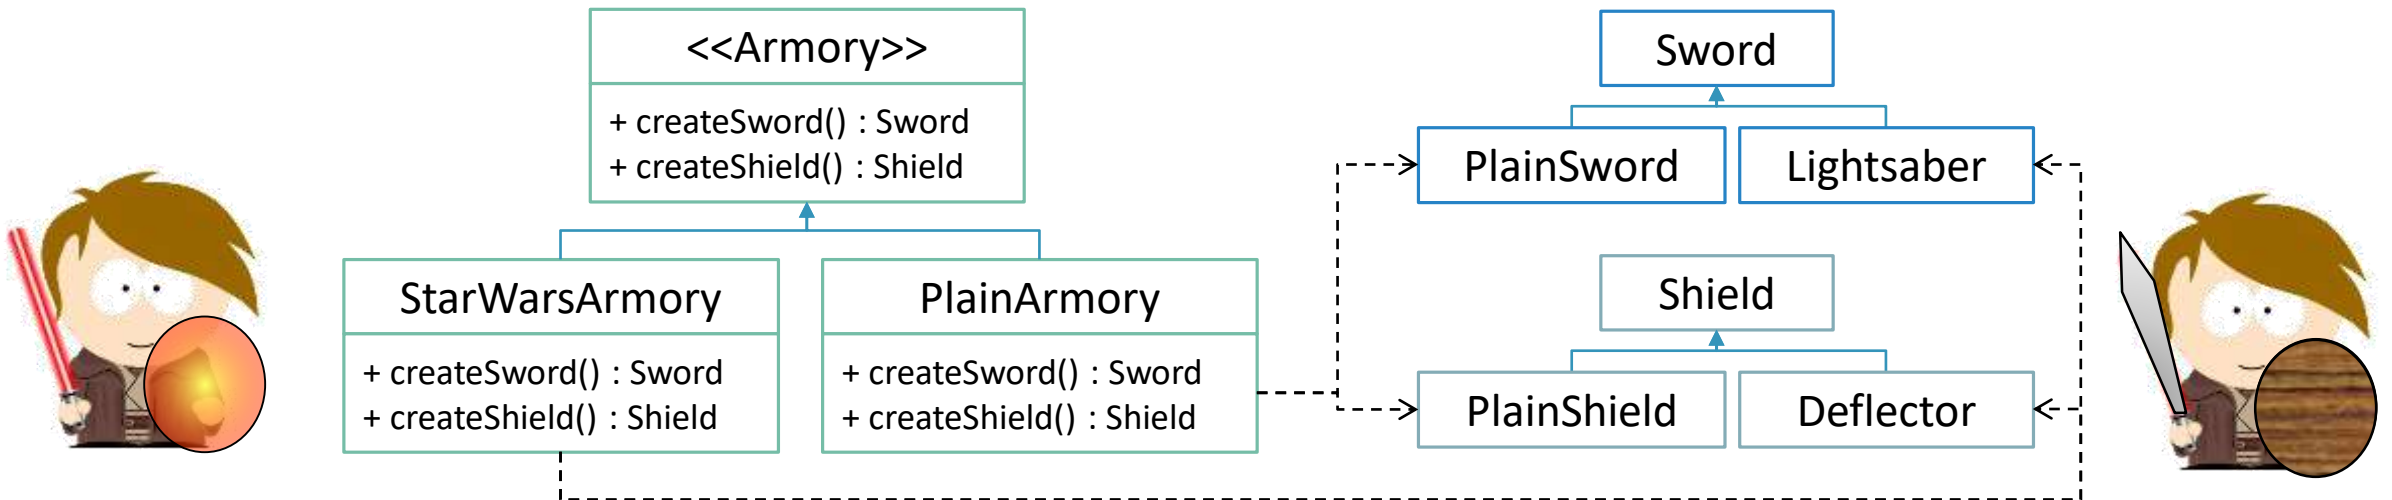 <<Armory>>
+ createSword() : Sword
+ createShield() : Shield
StarWarsArmory
+ createSword() : Sword
+ createShield() : Shield
PlainArmory
+ createSword() : Sword
+ createShield() : Shield
Sword
PlainSword
Lightsaber
Shield
PlainShield
Deflector